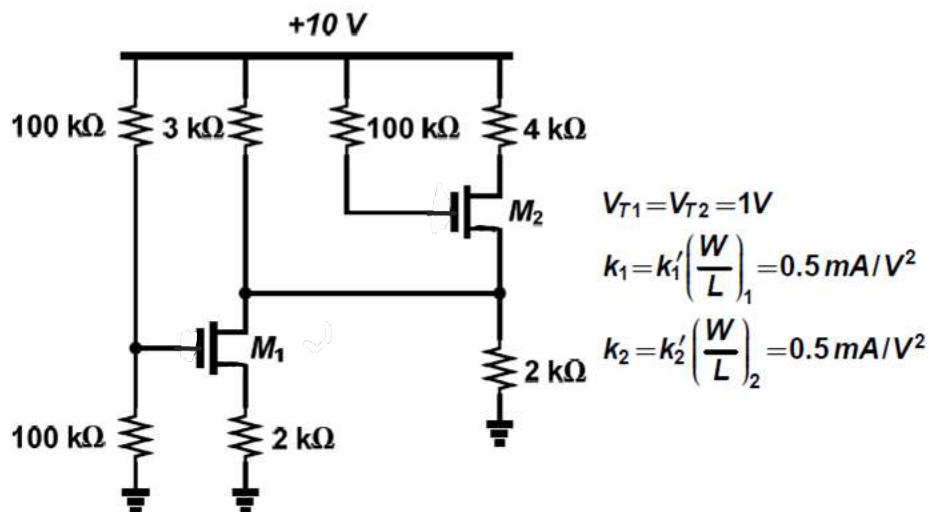 +10 V
100 kΩ 3 kΩ 100 kΩ 4 kΩ
M2
VT1=VT2=1V
k1=k1′(W/L)1=0.5 mA/V²
M1
k2=k2′(W/L)2=0.5 mA/V²
2 kΩ
100 kΩ 2 kΩ